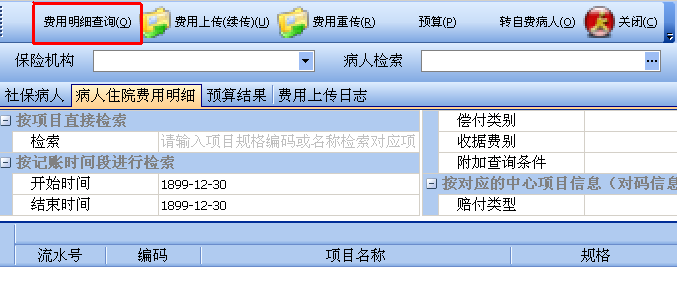 费用明细查询(Q) 费用上传(续传)(U) 费用重传(R) 预算(P) 转自费病人(O) 关闭(C)
保险机构 病人检索
社保病人 病人住院费用明细 预算结果 费用上传日志
按项目直接检索
检索 请输入项目规格编码或名称检索对应项
按记账时间段进行检索
开始时间 1899-12-30
结束时间 1899-12-30
偿付类别
收据费别
附加查询条件
按对应的中心项目信息（对码信息
赔付类型
流水号 编码 项目名称 规格